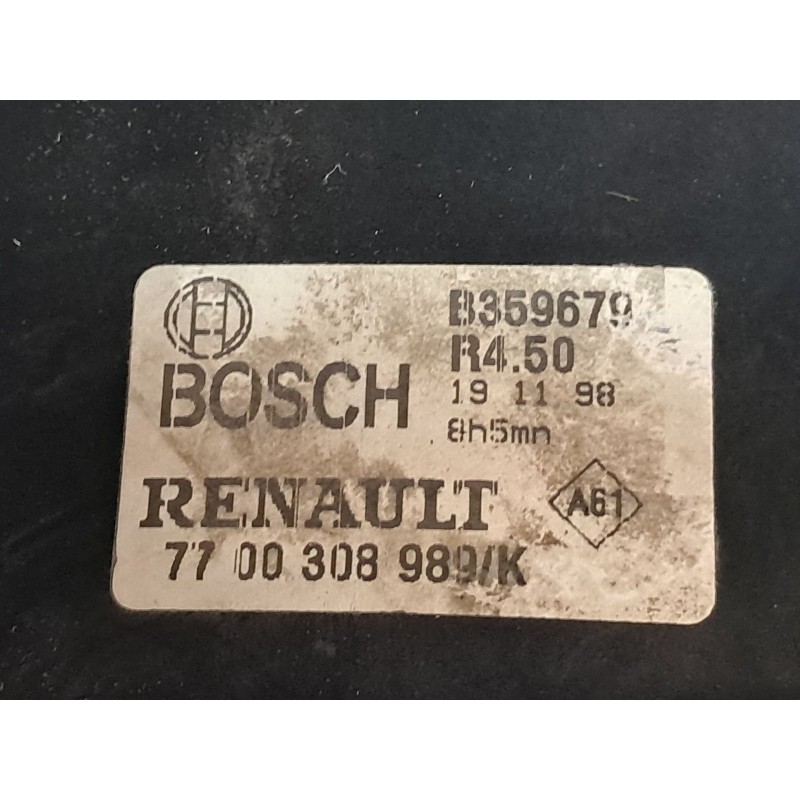 B359679
R4.50
19 11 98
8h5mn
BOSCH
RENAULT
A61
77 00 308 989/K